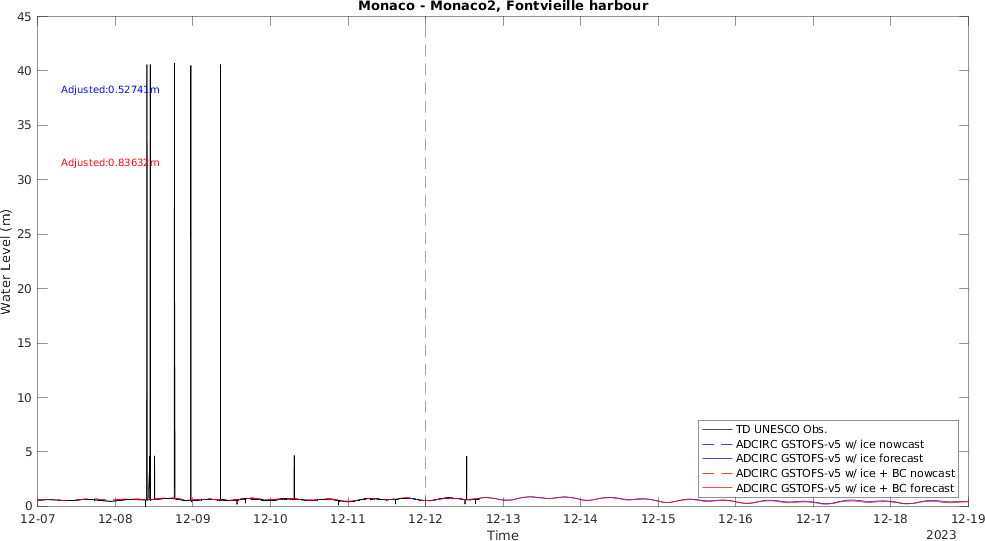 Monaco - Monaco2, Fontvieille harbour
45
40
35
30
25
20
15
10
5
0
Water Level (m)
Adjusted:0.52741m
Adjusted:0.83632m
TD UNESCO Obs.
ADCIRC GSTOFS-v5 w/ ice nowcast
ADCIRC GSTOFS-v5 w/ ice forecast
ADCIRC GSTOFS-v5 w/ ice + BC nowcast
ADCIRC GSTOFS-v5 w/ ice + BC forecast
12-07 12-08 12-09 12-10 12-11 12-12 12-13 12-14 12-15 12-16 12-17 12-18 12-19
Time
2023